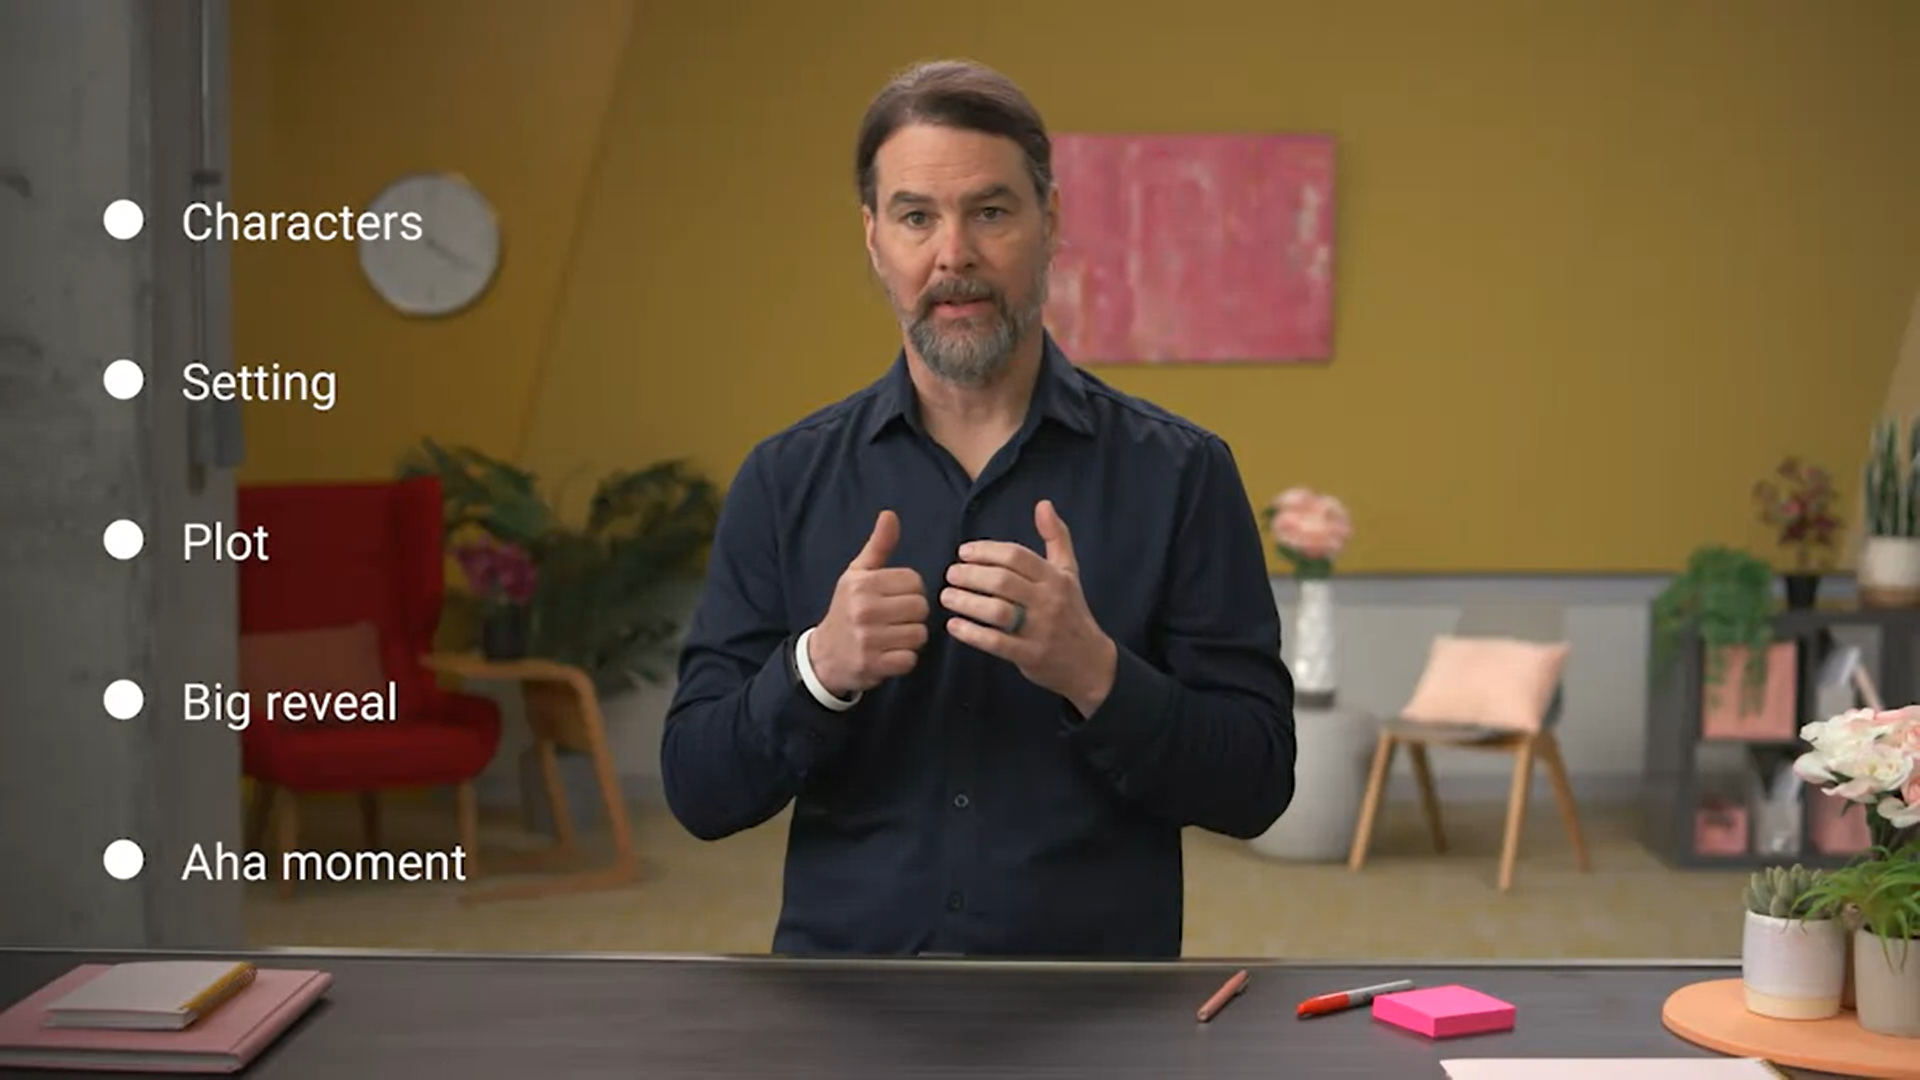 Characters
Setting
Plot
Big reveal
Aha moment